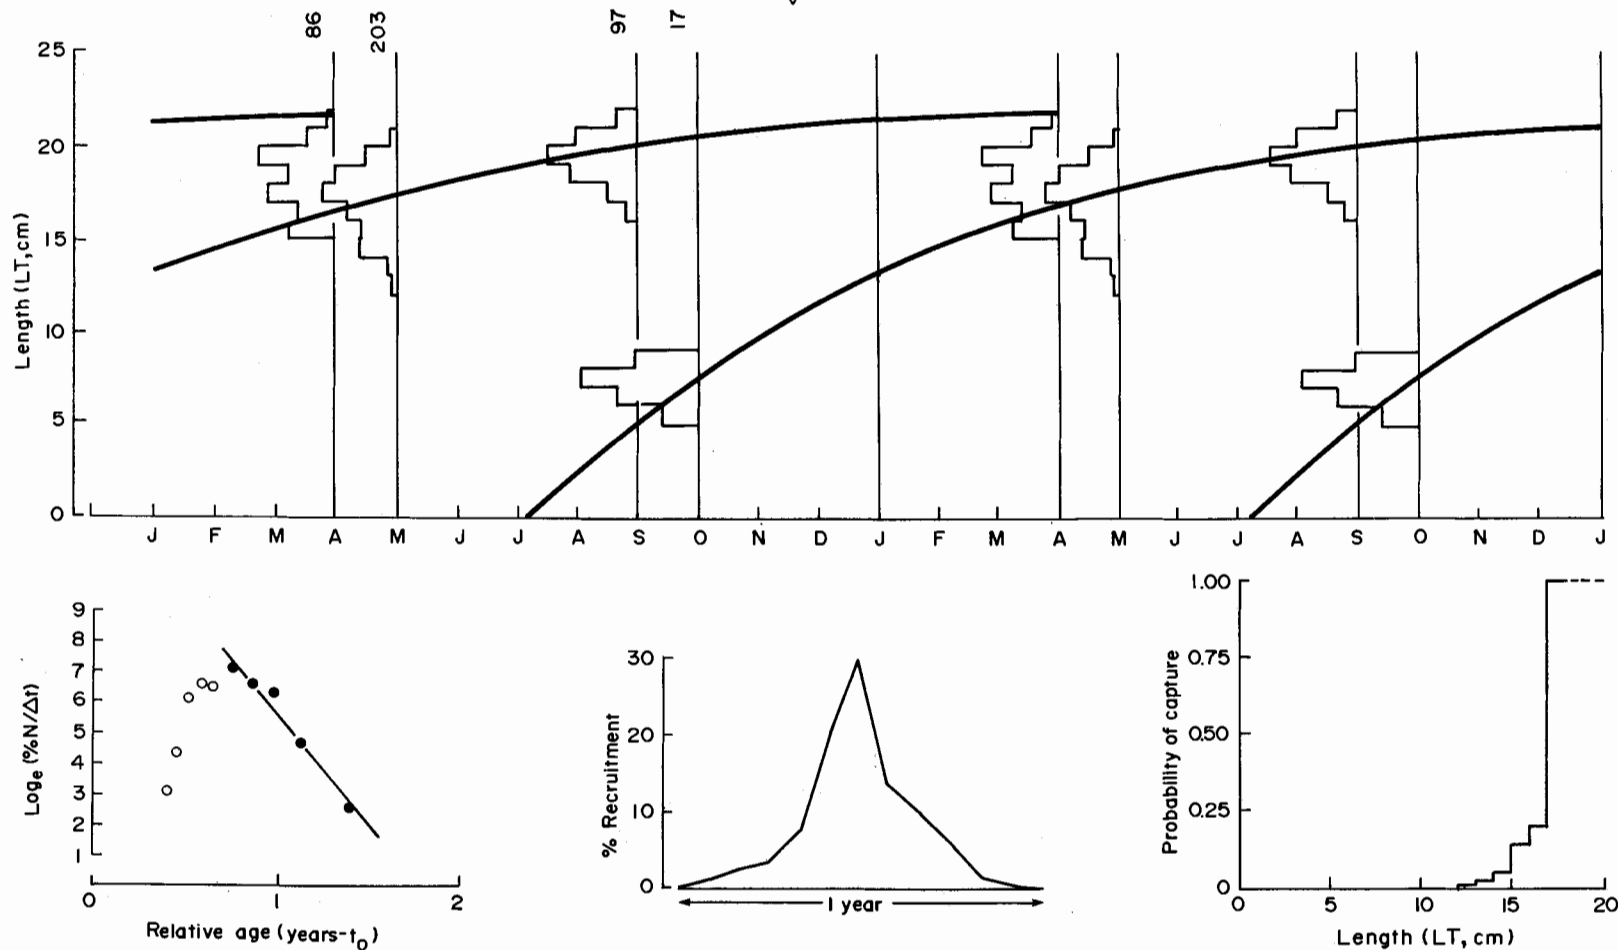 86 203 97 17
25
20
15
10
5
0
Length (LT, cm)
J F M A M J J A S O N D J F M A M J J A S O N D J
9
8
7
6
5
4
3
2
1
Loge (%N/Δt)
0 1 2
Relative age (years-to)
30
20
10
0
% Recruitment
1 year
1.00
0.75
0.50
0.25
0
Probability of capture
0 5 10 15 20
Length (LT, cm)